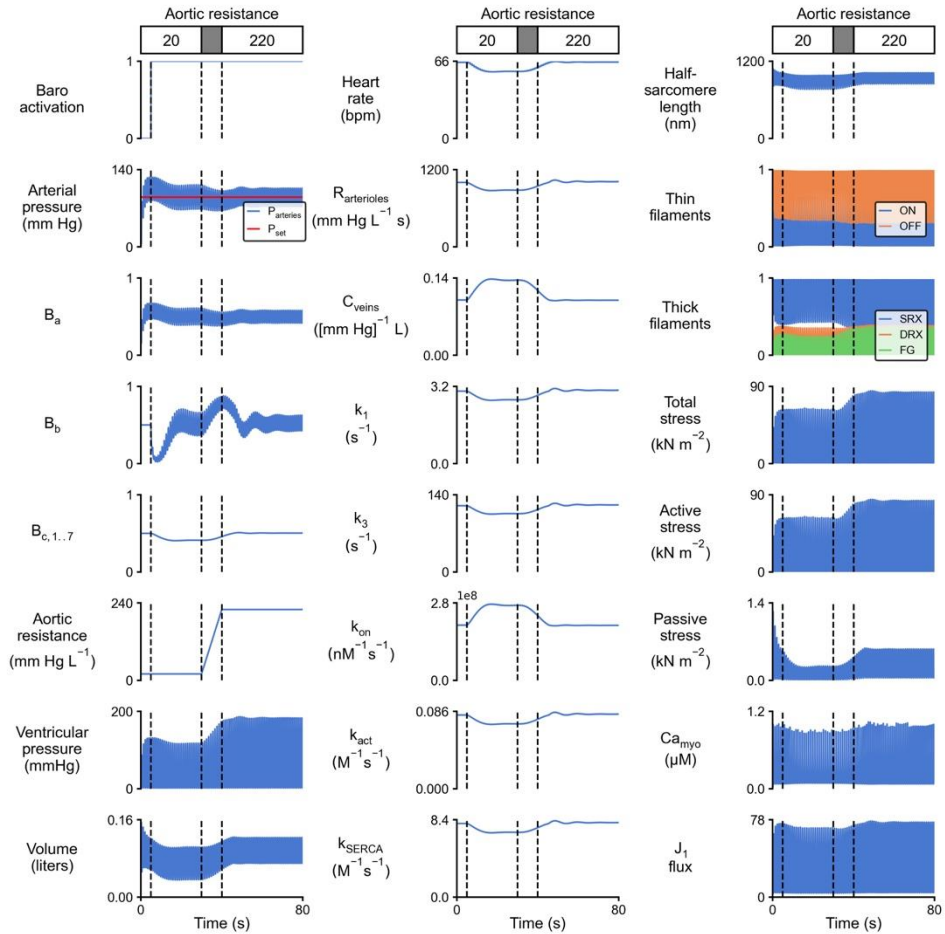 Aortic resistance
20
220
Baro
activation
1
0
Arterial
pressure
(mm Hg)
140
0
P_arteries
P_set
B_a
1
0
B_b
1
0
B_c,1..7
1
0
Aortic
resistance
(mm Hg L⁻¹)
240
0
Ventricular
pressure
(mmHg)
200
0
Volume
(liters)
0.16
0.00
0
80
Time (s)
Aortic resistance
20
220
Heart
rate
(bpm)
66
0
R_arterioles
(mm Hg L⁻¹ s)
1200
0
C_veins
([mm Hg]⁻¹ L)
0.14
0.00
k_1
(s⁻¹)
3.2
0.0
k_3
(s⁻¹)
140
0
k_on
(nM⁻¹s⁻¹)
1e8
2.8
0.0
k_act
(M⁻¹s⁻¹)
0.086
0.000
k_SERCA
(M⁻¹s⁻¹)
8.4
0.0
0
80
Time (s)
Aortic resistance
20
220
Half-
sarcomere
length
(nm)
1200
0
Thin
filaments
1
0
ON
OFF
Thick
filaments
1
0
SRX
DRX
FG
Total
stress
(kN m⁻²)
90
0
Active
stress
(kN m⁻²)
90
0
Passive
stress
(kN m⁻²)
1.4
0.0
Ca_myo
(μM)
1.2
0.0
J_1
flux
78
0
0
80
Time (s)